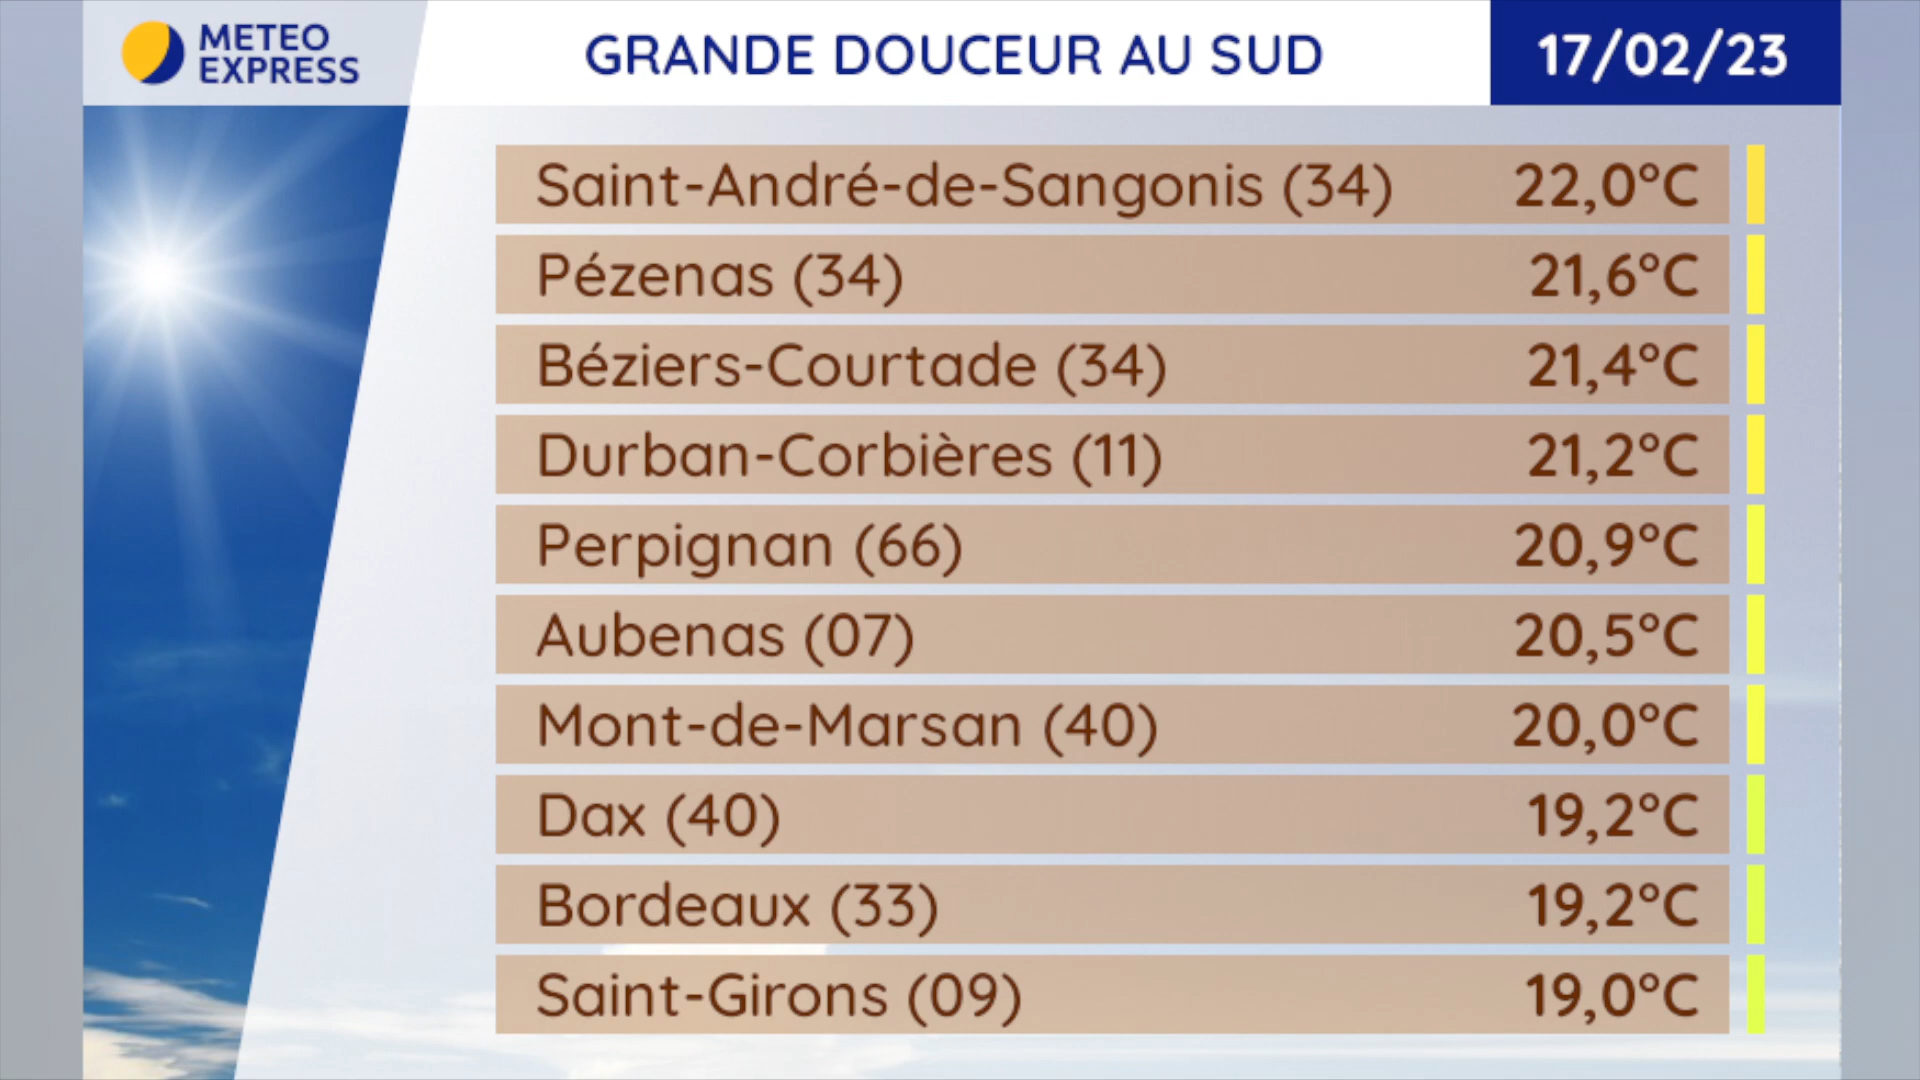 METEO
EXPRESS
GRANDE DOUCEUR AU SUD
17/02/23
Saint-André-de-Sangonis (34) 22,0°C
Pézenas (34) 21,6°C
Béziers-Courtade (34) 21,4°C
Durban-Corbières (11) 21,2°C
Perpignan (66) 20,9°C
Aubenas (07) 20,5°C
Mont-de-Marsan (40) 20,0°C
Dax (40) 19,2°C
Bordeaux (33) 19,2°C
Saint-Girons (09) 19,0°C